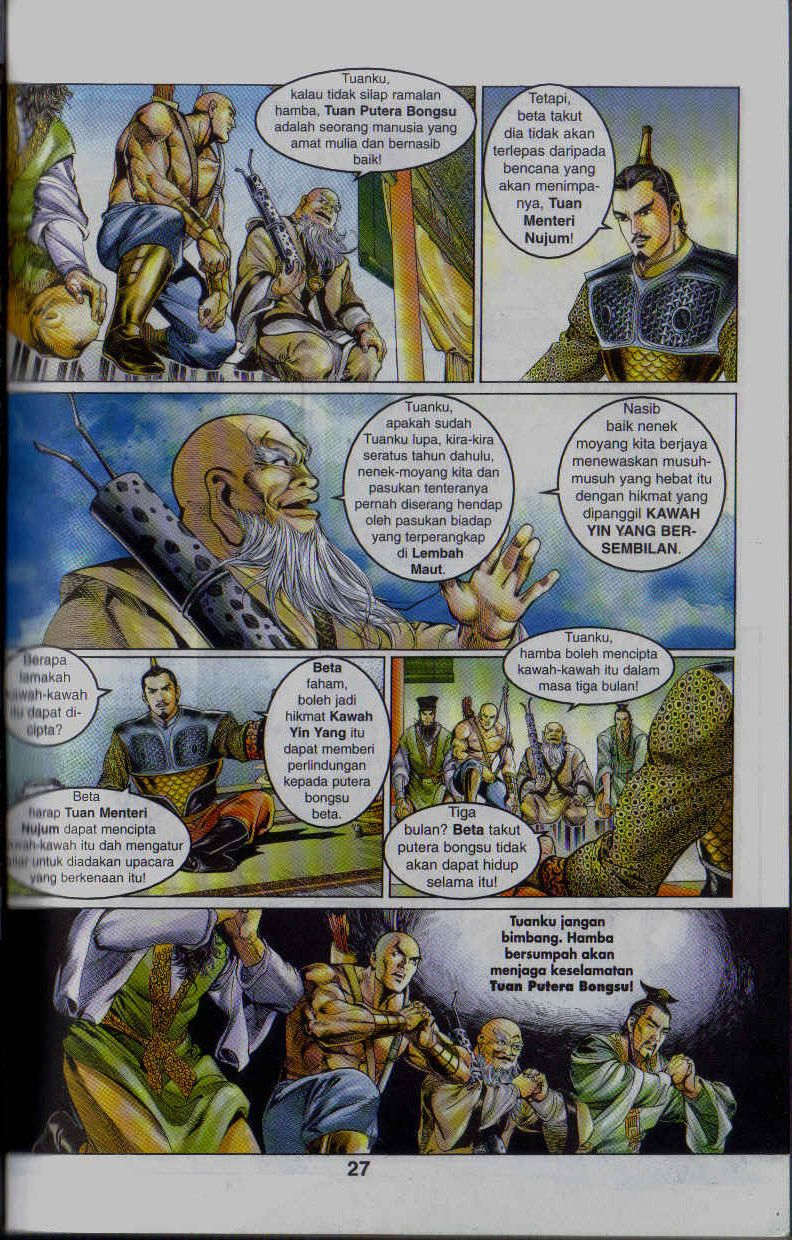 Tuanku,
kalau tidak silap ramalan
hamba, Tuan Putera Bongsu
adalah seorang manusia yang
amat mulia dan bernasib
baik!
Tetapi,
beta takut
dia tidak akan
terlepas daripada
bencana yang
akan menimpa-
nya, Tuan
Menteri
Nujum!
Tuanku,
apakah sudah
Tuanku lupa, kira-kira
seratus tahun dahulu,
nenek-moyang kita dan
pasukan tenteranya
pernah diserang hendap
oleh pasukan biadap
yang terperangkap
di Lembah
Maut.
Nasib
baik nenek
moyang kita berjaya
menewaskan musuh-
musuh yang hebat itu
dengan hikmat yang
dipanggil KAWAH
YIN YANG BER-
SEMBILAN.
Berapa
lamakah
kawah-kawah
itu dapat di-
cipta?
Beta
faham,
boleh jadi
hikmat Kawah
Yin Yang itu
dapat memberi
perlindungan
kepada putera
bongsu
beta.
Beta
harap Tuan Menteri
Nujum dapat mencipta
kawah-kawah itu dah mengatur
untuk diadakan upacara
yang berkenaan itu!
Tuanku,
hamba boleh mencipta
kawah-kawah itu dalam
masa tiga bulan!
Tiga
bulan? Beta takut
putera bongsu tidak
akan dapat hidup
selama itu!
Tuanku jangan
bimbang. Hamba
bersumpah akan
menjaga keselamatan
Tuan Putera Bongsu!
27